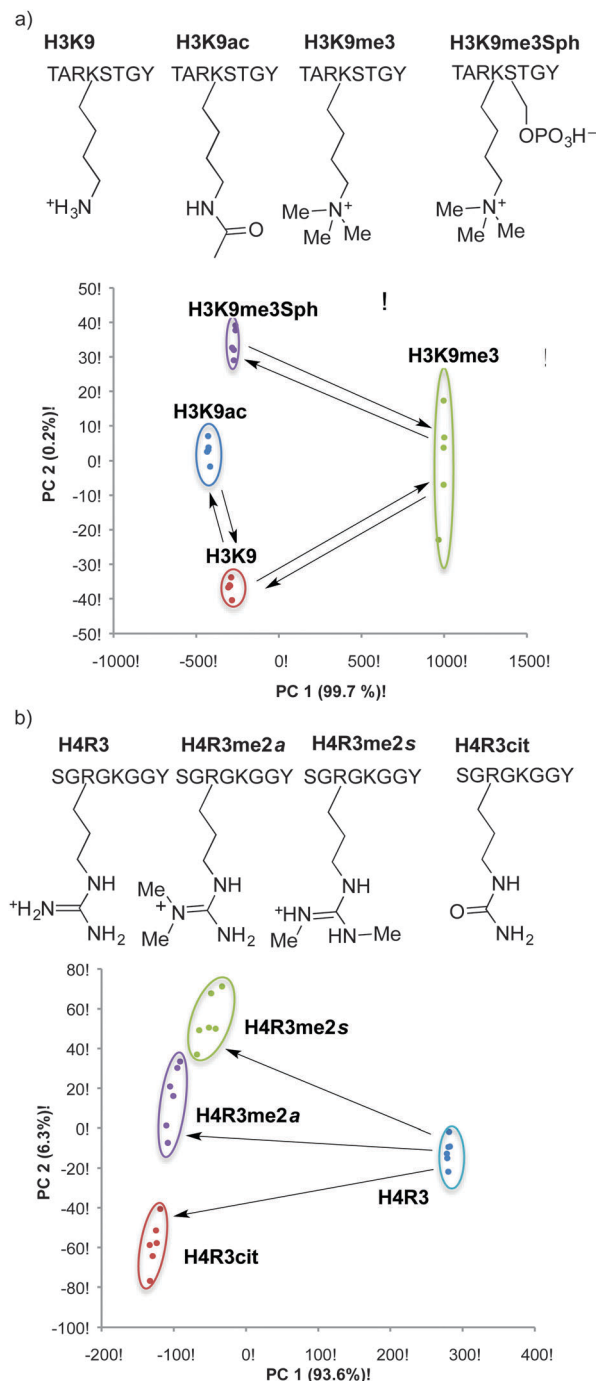 a)
H3K9 H3K9ac H3K9me3 H3K9me3Sph
TARKSTGY TARKSTGY TARKSTGY TARKSTGY
OPO3H−
+H3N HN O Me N+ Me Me Me N+ Me Me
50!
40!
30!
20!
10!
0!
-10!
-20!
-30!
-40!
-50!
PC 2 (0.2%)!
H3K9me3Sph
!
H3K9me3
!
H3K9ac
H3K9
-1000! -500! 0! 500! 1000! 1500!
PC 1 (99.7 %)!
b)
H4R3 H4R3me2a H4R3me2s H4R3cit
SGRGKGGY SGRGKGGY SGRGKGGY SGRGKGGY
NH Me NH NH NH
+H2N N+ +HN O
NH2 Me NH2 Me HN Me NH2
80!
60!
40!
20!
0!
-20!
-40!
-60!
-80!
-100!
PC 2 (6.3%)!
H4R3me2s
H4R3me2a
H4R3
H4R3cit
-200! -100! 0! 100! 200! 300! 400!
PC 1 (93.6%)!